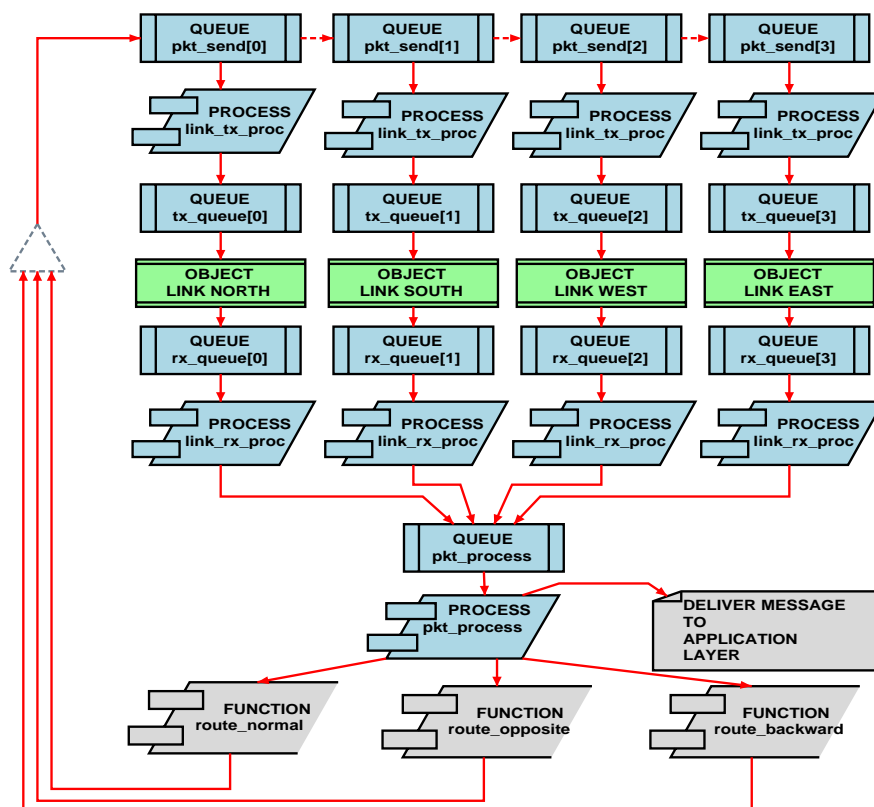 QUEUE
pkt_send[0]
QUEUE
pkt_send[1]
QUEUE
pkt_send[2]
QUEUE
pkt_send[3]
PROCESS
link_tx_proc
PROCESS
link_tx_proc
PROCESS
link_tx_proc
PROCESS
link_tx_proc
QUEUE
tx_queue[0]
QUEUE
tx_queue[1]
QUEUE
tx_queue[2]
QUEUE
tx_queue[3]
OBJECT
LINK NORTH
OBJECT
LINK SOUTH
OBJECT
LINK WEST
OBJECT
LINK EAST
QUEUE
rx_queue[0]
QUEUE
rx_queue[1]
QUEUE
rx_queue[2]
QUEUE
rx_queue[3]
PROCESS
link_rx_proc
PROCESS
link_rx_proc
PROCESS
link_rx_proc
PROCESS
link_rx_proc
QUEUE
pkt_process
PROCESS
pkt_process
DELIVER MESSAGE
TO
APPLICATION
LAYER
FUNCTION
route_normal
FUNCTION
route_opposite
FUNCTION
route_backward